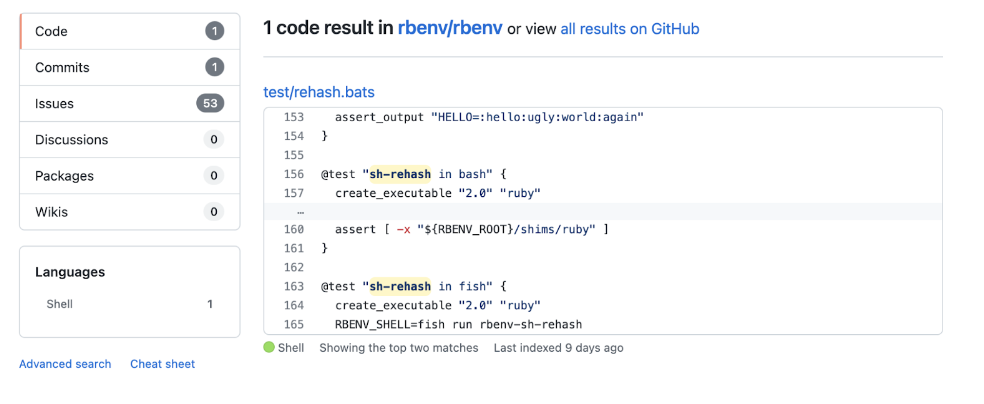 Code 1
Commits 1
Issues 53
Discussions 0
Packages 0
Wikis 0
Languages
Shell 1
Advanced search Cheat sheet
1 code result in rbenv/rbenv or view all results on GitHub
test/rehash.bats
153 assert_output "HELLO=:hello:ugly:world:again"
154 }
155
156 @test "sh-rehash in bash" {
157 create_executable "2.0" "ruby"
…
160 assert [ -x "${RBENV_ROOT}/shims/ruby" ]
161 }
162
163 @test "sh-rehash in fish" {
164 create_executable "2.0" "ruby"
165 RBENV_SHELL=fish run rbenv-sh-rehash
Shell Showing the top two matches Last indexed 9 days ago